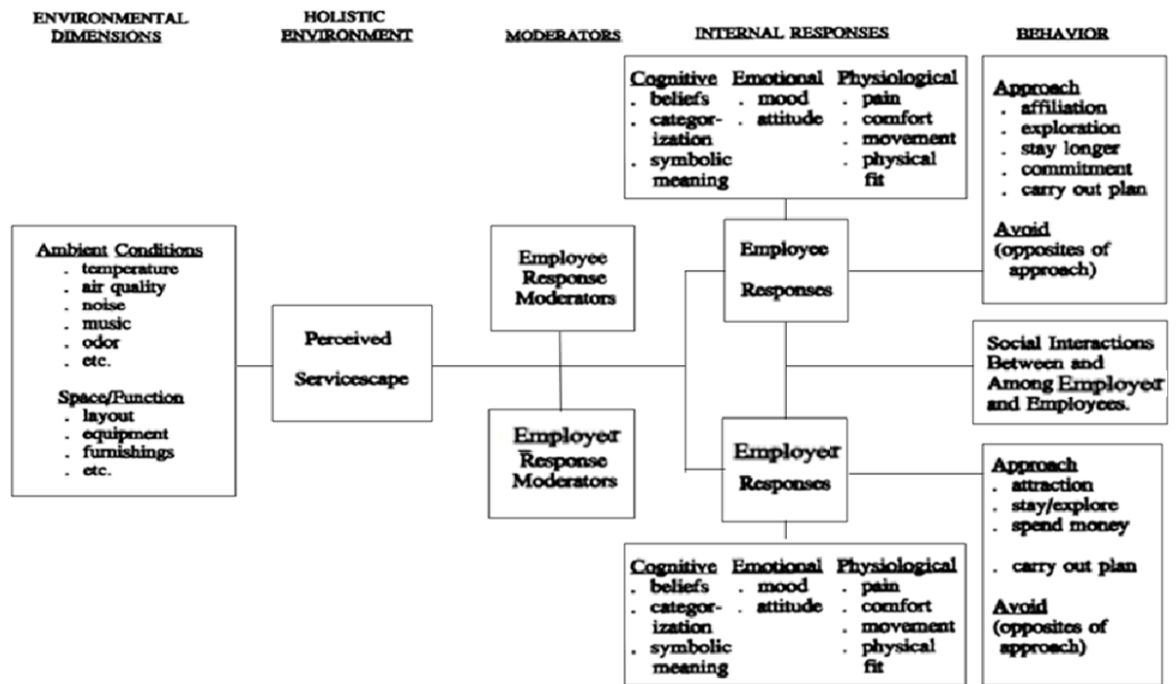 ENVIRONMENTAL
DIMENSIONS
HOLISTIC
ENVIRONMENT
MODERATORS
INTERNAL RESPONSES
BEHAVIOR
Ambient Conditions
. temperature
. air quality
. noise
. music
. odor
. etc.
Space/Function
. layout
. equipment
. furnishings
. etc.
Perceived
Servicescape
Employee
Response
Moderators
Employer
Response
Moderators
Cognitive
. beliefs
. categor-
ization
. symbolic
meaning
Emotional
. mood
. attitude
Physiological
. pain
. comfort
. movement
. physical
fit
Employee
Responses
Employer
Responses
Cognitive
. beliefs
. categor-
ization
. symbolic
meaning
Emotional
. mood
. attitude
Physiological
. pain
. comfort
. movement
. physical
fit
Approach
. affiliation
. exploration
. stay longer
. commitment
. carry out plan
Avoid
(opposites of
approach)
Social Interactions
Between and
Among Employer
and Employees.
Approach
. attraction
. stay/explore
. spend money
. carry out plan
Avoid
(opposites of
approach)